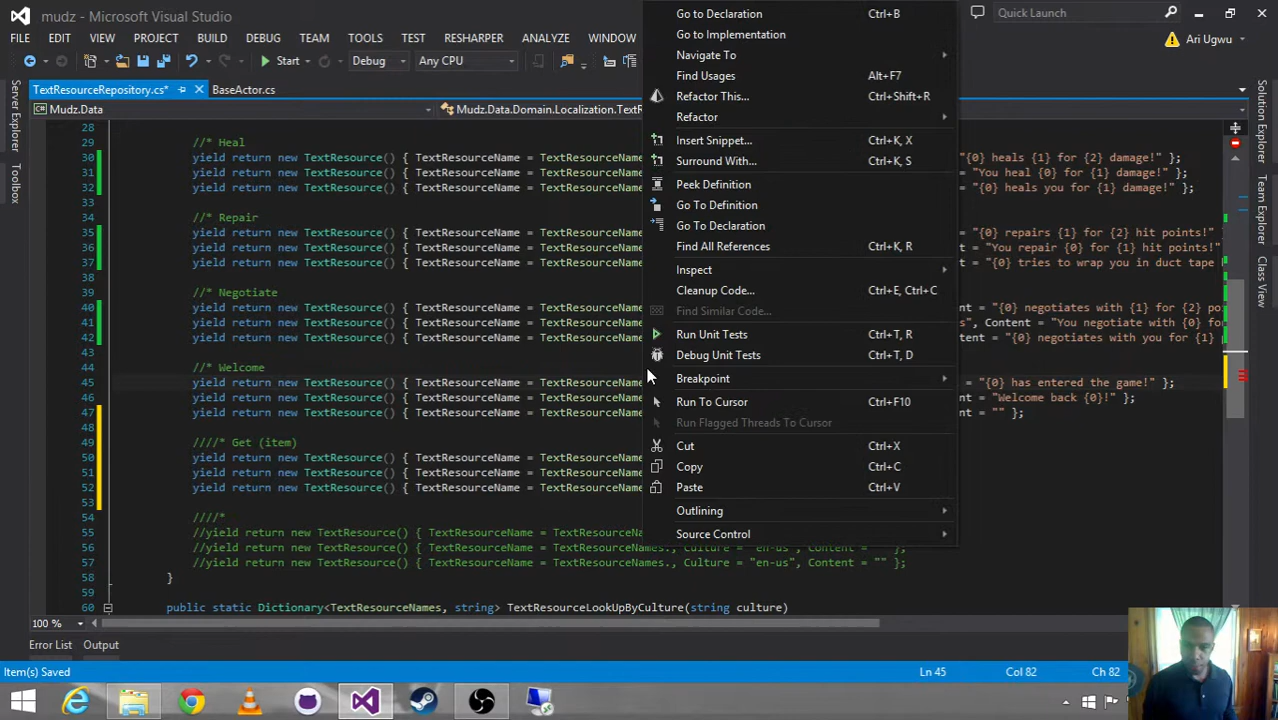 mudz - Microsoft Visual Studio
Quick Launch
FILE EDIT VIEW PROJECT BUILD DEBUG TEAM TOOLS TEST RESHARPER ANALYZE WINDOW
Ari Ugwu
Start Debug Any CPU
TextResourceRepository.cs* BaseActor.cs
Mudz.Data Mudz.Data.Domain.Localization.TextR
28
29 //* Heal
30 yield return new TextResource() { TextResourceName = TextResourceName "{0} heals {1} for {2} damage!" };
31 yield return new TextResource() { TextResourceName = TextResourceName = "You heal {0} for {1} damage!" };
32 yield return new TextResource() { TextResourceName = TextResourceName = "{0} heals you for {1} damage!" };
34 //* Repair
35 yield return new TextResource() { TextResourceName = TextResourceName = "{0} repairs {1} for {2} hit points!"
36 yield return new TextResource() { TextResourceName = TextResourceName = "You repair {0} for {1} hit points!"
37 yield return new TextResource() { TextResourceName = TextResourceName = "{0} tries to wrap you in duct tape
38
39 //* Negotiate
40 yield return new TextResource() { TextResourceName = TextResourceName ent = "{0} negotiates with {1} for {2} po
41 yield return new TextResource() { TextResourceName = TextResourceName s", Content = "You negotiate with {0} for
42 yield return new TextResource() { TextResourceName = TextResourceName ent = "{0} negotiates with you for {1}
43
44 //* Welcome
45 yield return new TextResource() { TextResourceName = TextResourceName = "{0} has entered the game!" };
46 yield return new TextResource() { TextResourceName = TextResourceName ent = "Welcome back {0}!" };
47 yield return new TextResource() { TextResourceName = TextResourceName ent = "" };
48
49 ////* Get (item)
50 yield return new TextResource() { TextResourceName = TextResourceName
51 yield return new TextResource() { TextResourceName = TextResourceName
52 yield return new TextResource() { TextResourceName = TextResourceName
53
54 ////*
55 //yield return new TextResource() { TextResourceName = TextResourceNam
56 //yield return new TextResource() { TextResourceName = TextResourceNames., Culture = "en-us", Content = "" };
57 //yield return new TextResource() { TextResourceName = TextResourceNames., Culture = "en-us", Content = "" };
58 }
59
60 public static Dictionary<TextResourceNames, string> TextResourceLookUpByCulture(string culture)
Go to Declaration Ctrl+B
Go to Implementation
Navigate To
Find Usages Alt+F7
Refactor This... Ctrl+Shift+R
Refactor
Insert Snippet... Ctrl+K, X
Surround With... Ctrl+K, S
Peek Definition
Go To Definition
Go To Declaration
Find All References Ctrl+K, R
Inspect
Cleanup Code... Ctrl+E, Ctrl+C
Find Similar Code...
Run Unit Tests Ctrl+T, R
Debug Unit Tests Ctrl+T, D
Breakpoint
Run To Cursor Ctrl+F10
Run Flagged Threads To Cursor
Cut Ctrl+X
Copy Ctrl+C
Paste Ctrl+V
Outlining
Source Control
Server Explorer
Toolbox
Solution Explorer
Team Explorer
100 %
Error List Output
Item(s) Saved Ln 45 Col 82 Ch 82